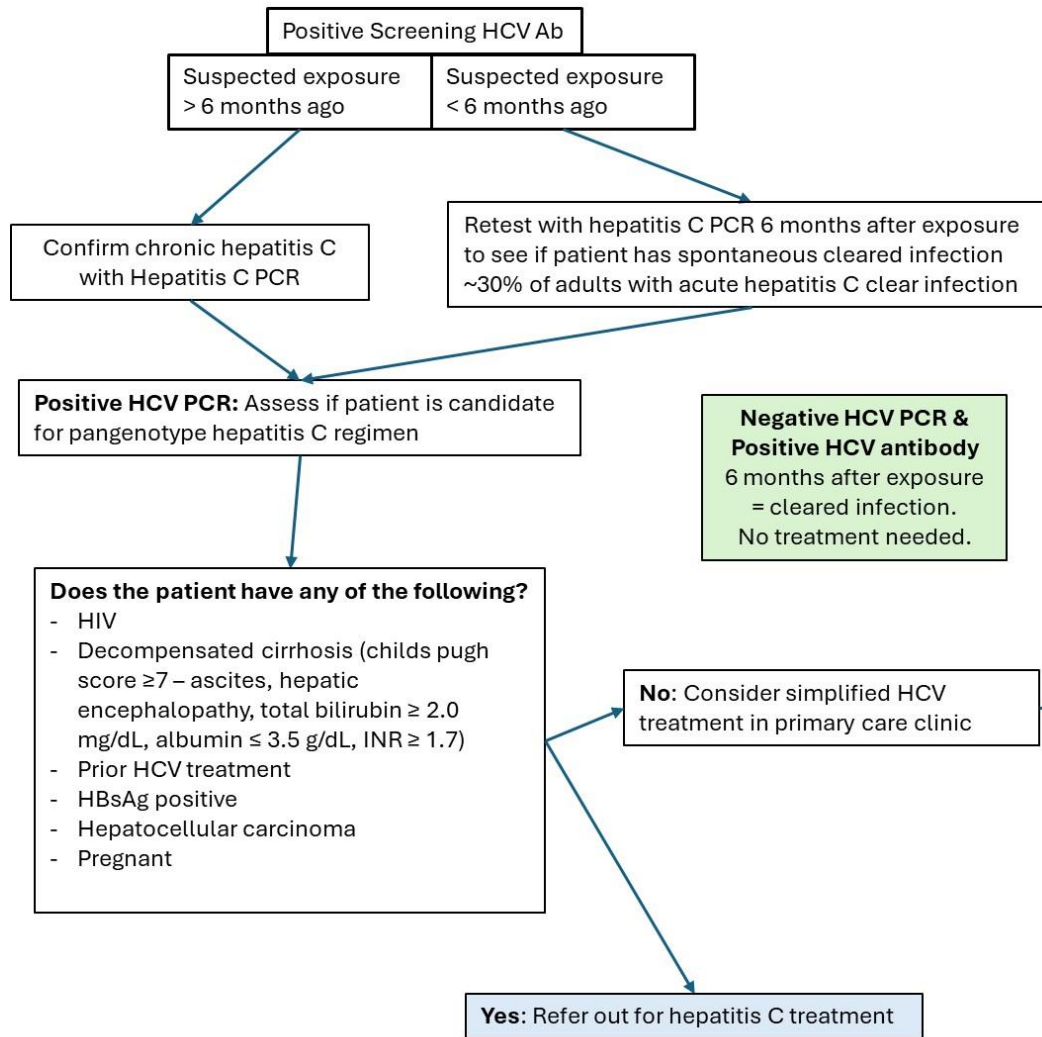 Positive Screening HCV Ab
Suspected exposure
> 6 months ago
Suspected exposure
< 6 months ago
Confirm chronic hepatitis C
with Hepatitis C PCR
Retest with hepatitis C PCR 6 months after exposure
to see if patient has spontaneous cleared infection
~30% of adults with acute hepatitis C clear infection
Positive HCV PCR: Assess if patient is candidate
for pangenotype hepatitis C regimen
Negative HCV PCR &
Positive HCV antibody
6 months after exposure
= cleared infection.
No treatment needed.
Does the patient have any of the following?
- HIV
- Decompensated cirrhosis (childs pugh
score ≥7 – ascites, hepatic
encephalopathy, total bilirubin ≥ 2.0
mg/dL, albumin ≤ 3.5 g/dL, INR ≥ 1.7)
- Prior HCV treatment
- HBsAg positive
- Hepatocellular carcinoma
- Pregnant
No: Consider simplified HCV
treatment in primary care clinic
Yes: Refer out for hepatitis C treatment